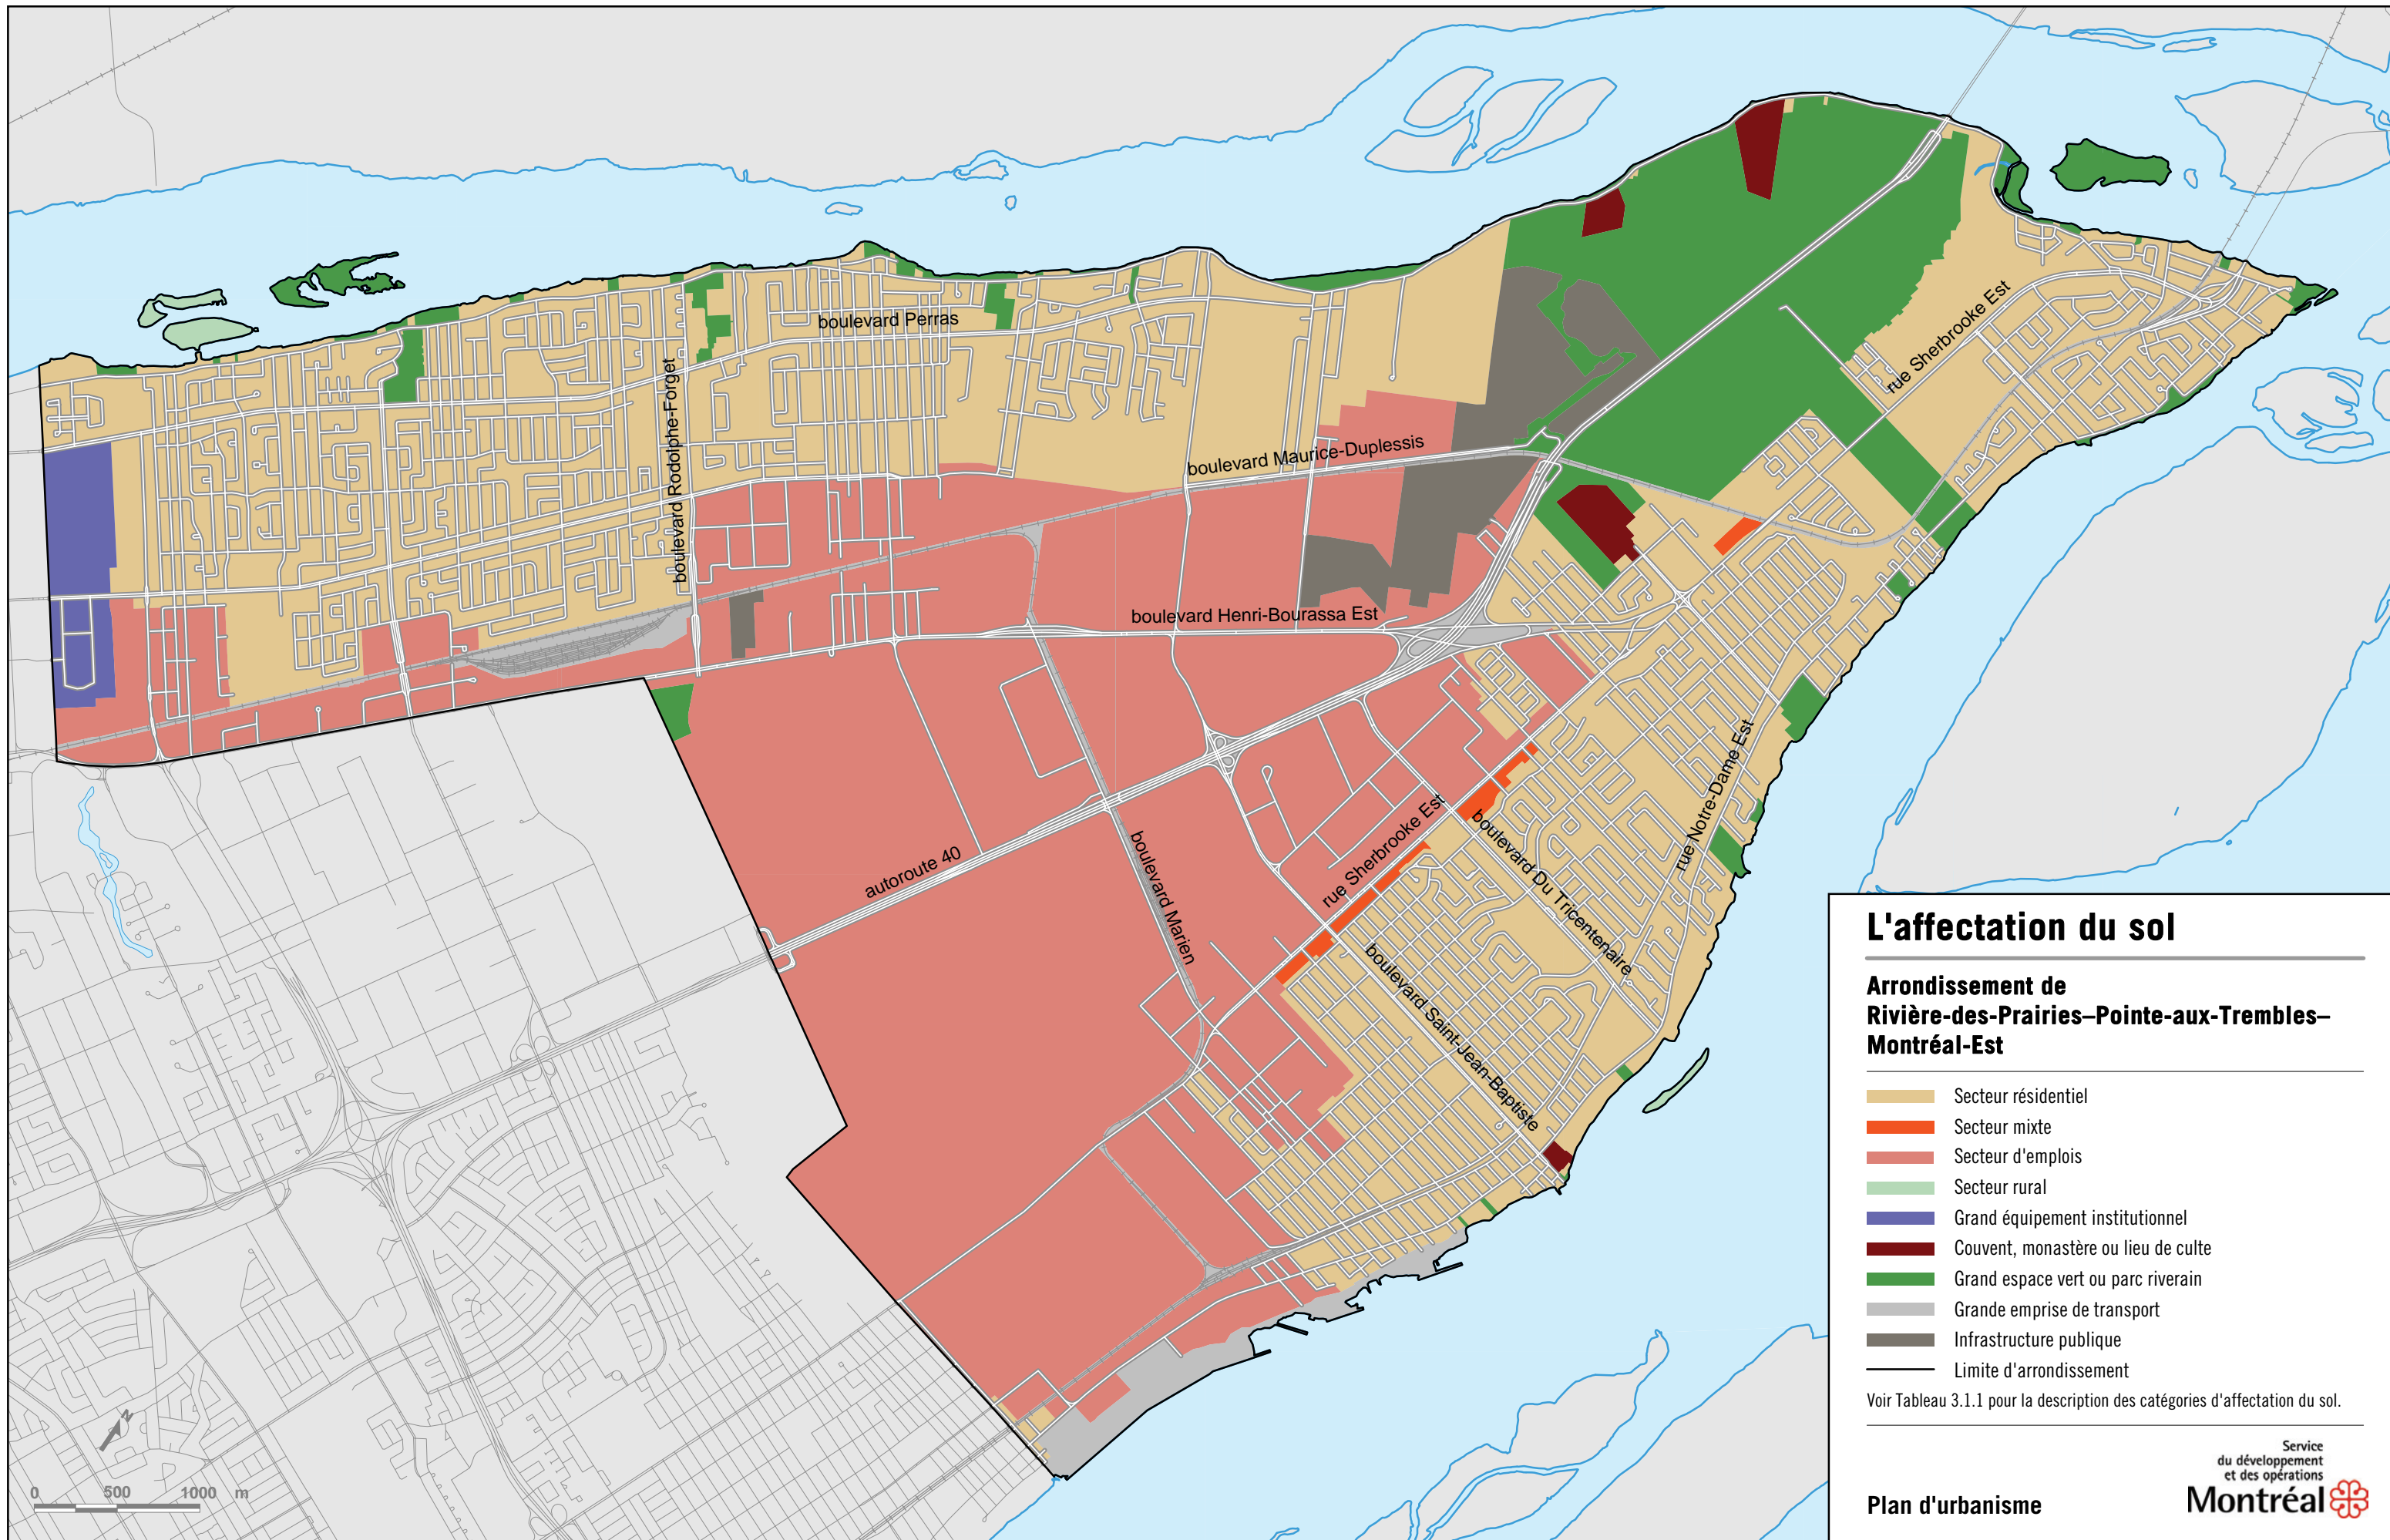 boulevard Perras
boulevard Rodolphe-Forget
boulevard Maurice-Duplessis
rue Sherbrooke Est
boulevard Henri-Bourassa Est
autoroute 40
boulevard Marien
rue Sherbrooke Est
boulevard Du Tricentenaire
rue Notre-Dame Est
boulevard Saint-Jean-Baptiste
N
0 500 1000 m
L'affectation du sol
Arrondissement de
Rivière-des-Prairies–Pointe-aux-Trembles–
Montréal-Est
Secteur résidentiel
Secteur mixte
Secteur d'emplois
Secteur rural
Grand équipement institutionnel
Couvent, monastère ou lieu de culte
Grand espace vert ou parc riverain
Grande emprise de transport
Infrastructure publique
Limite d'arrondissement
Voir Tableau 3.1.1 pour la description des catégories d'affectation du sol.
Plan d'urbanisme
Service
du développement
et des opérations
Montréal